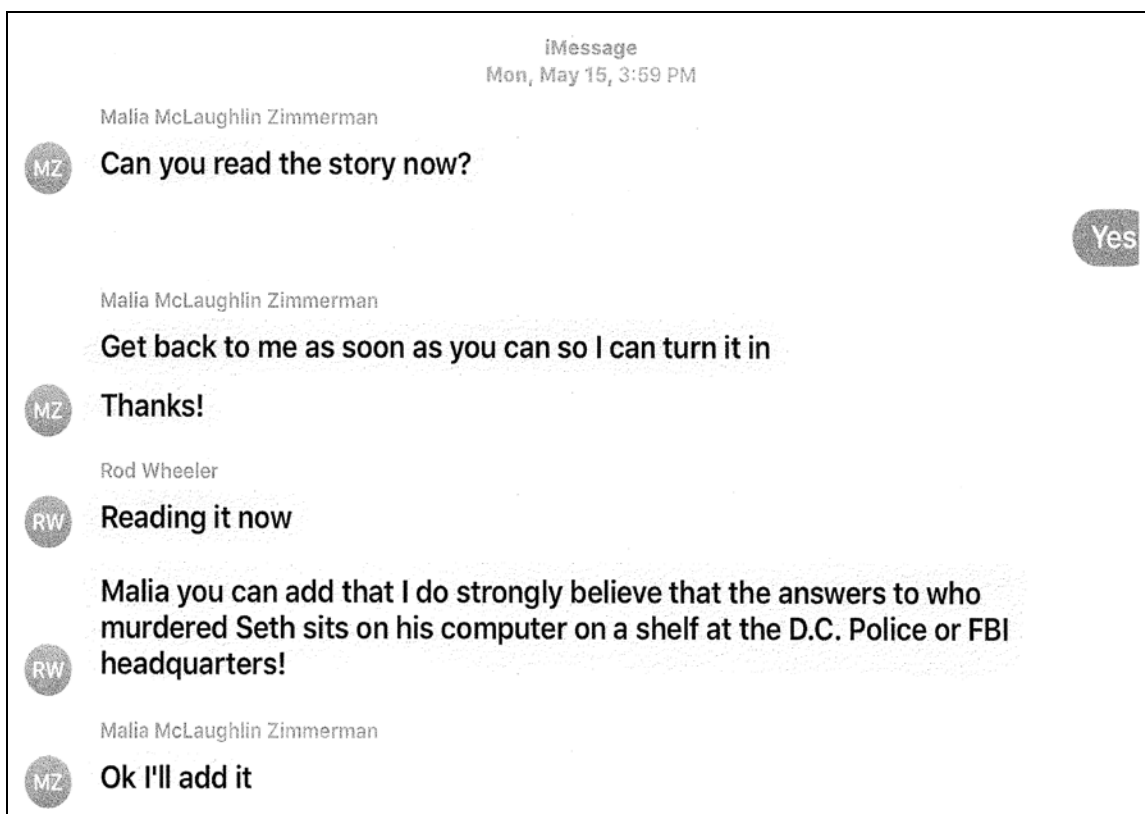 iMessage
Mon, May 15, 3:59 PM
Malia McLaughlin Zimmerman
MZ Can you read the story now?
Yes
Malia McLaughlin Zimmerman
Get back to me as soon as you can so I can turn it in
MZ Thanks!
Rod Wheeler
RW Reading it now
Malia you can add that I do strongly believe that the answers to who
murdered Seth sits on his computer on a shelf at the D.C. Police or FBI
RW headquarters!
Malia McLaughlin Zimmerman
MZ Ok I'll add it